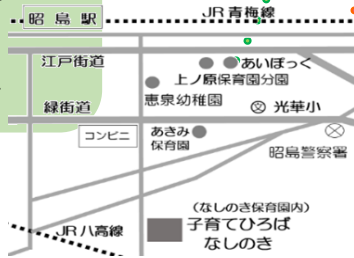 JR青梅線
昭島駅
江戸街道
あいぽっく
上ノ原保育園分園
恵泉幼稚園
緑街道
光華小
コンビニ
あきみ
保育園
昭島警察署
(なしのき保育園内)
子育てひろば
なしのき
JR八高線